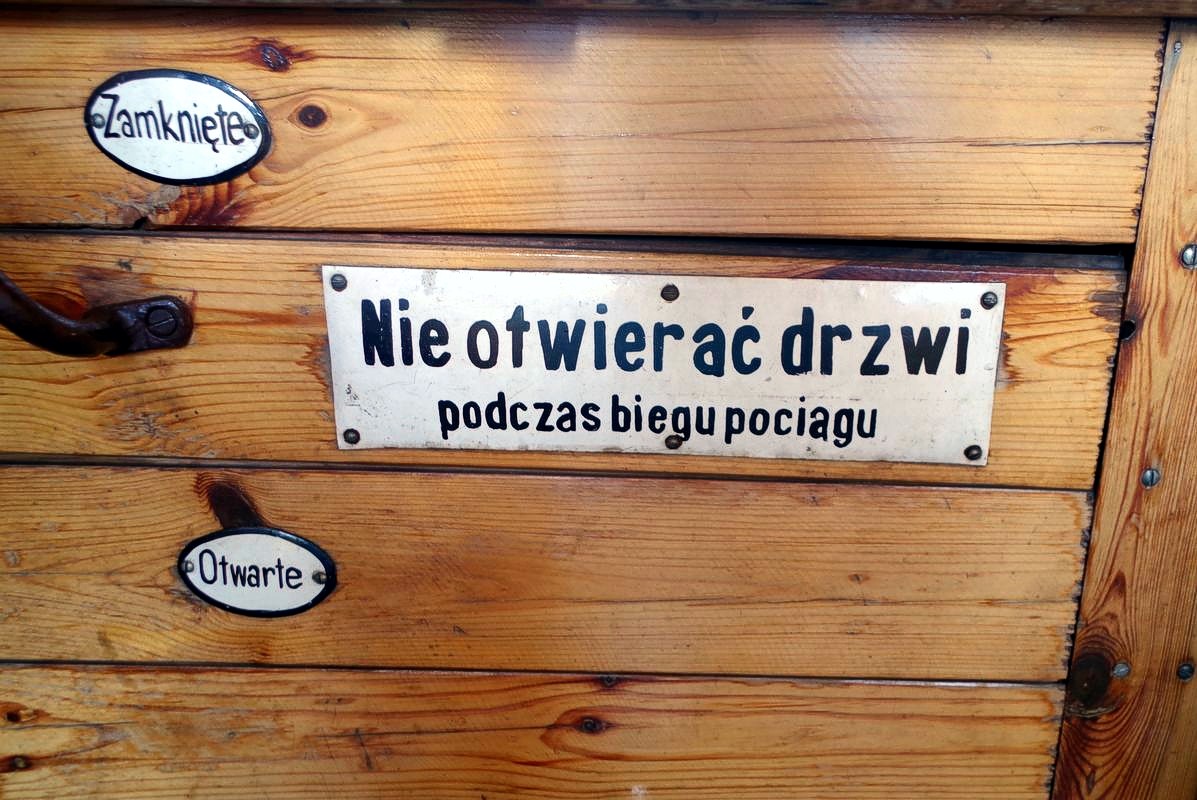 Zamknięte
Nie otwierać drzwi
podczas biegu pociągu
Otwarte